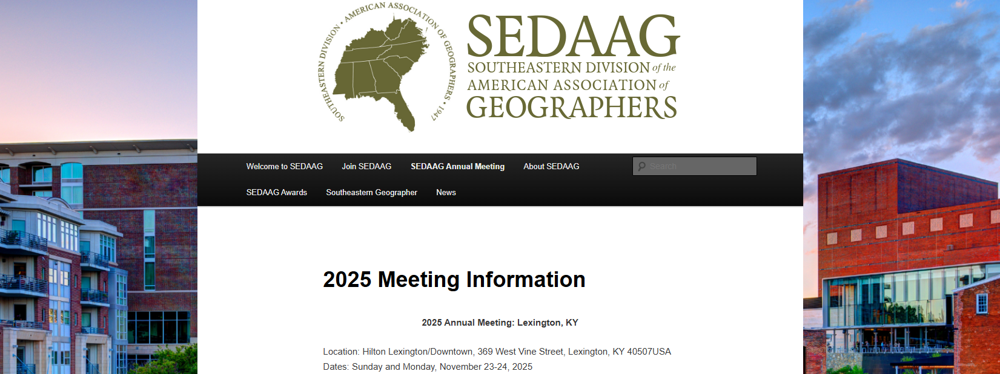 SOUTHEASTERN DIVISION • AMERICAN ASSOCIATION OF GEOGRAPHERS • 1947
SEDAAG
SOUTHEASTERN DIVISION of the
AMERICAN ASSOCIATION of
GEOGRAPHERS
Welcome to SEDAAG
Join SEDAAG
SEDAAG Annual Meeting
About SEDAAG
Search
SEDAAG Awards
Southeastern Geographer
News
2025 Meeting Information
2025 Annual Meeting: Lexington, KY
Location: Hilton Lexington/Downtown, 369 West Vine Street, Lexington, KY 40507USA
Dates: Sunday and Monday, November 23-24, 2025